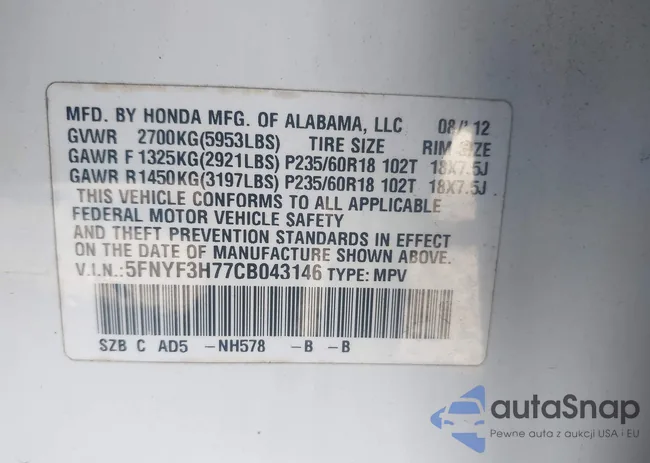 MFD. BY HONDA MFG. OF ALABAMA, LLC 08/12
GVWR 2700KG(5953LBS) TIRE SIZE RIM SIZE
GAWR F 1325KG(2921LBS) P235/60R18 102T 18X7.5J
GAWR R 1450KG(3197LBS) P235/60R18 102T 18X7.5J
THIS VEHICLE CONFORMS TO ALL APPLICABLE
FEDERAL MOTOR VEHICLE SAFETY
AND THEFT PREVENTION STANDARDS IN EFFECT
ON THE DATE OF MANUFACTURE SHOWN ABOVE.
V.I.N.:5FNYF3H77CB043146 TYPE: MPV
SZB C AD5 -NH578 -B -B
autaSnap
Pewne auta z aukcji USA i EU